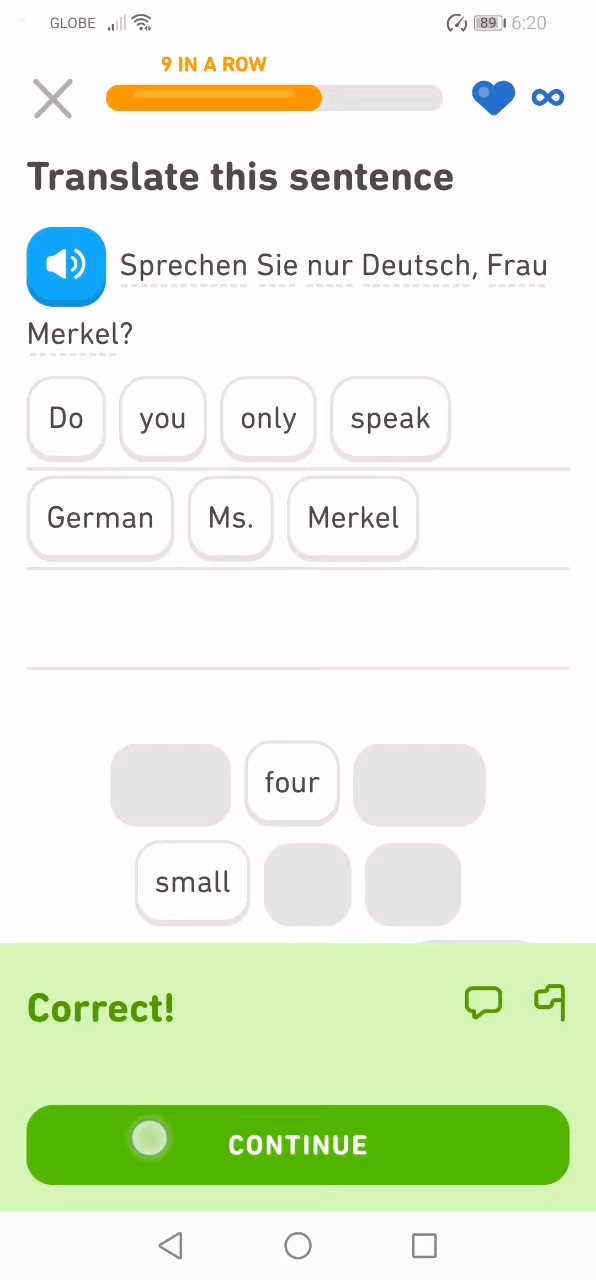 GLOBE 89 6:20
9 IN A ROW
Translate this sentence
Sprechen Sie nur Deutsch, Frau
Merkel?
Do you only speak
German Ms. Merkel
four
small
Correct!
CONTINUE